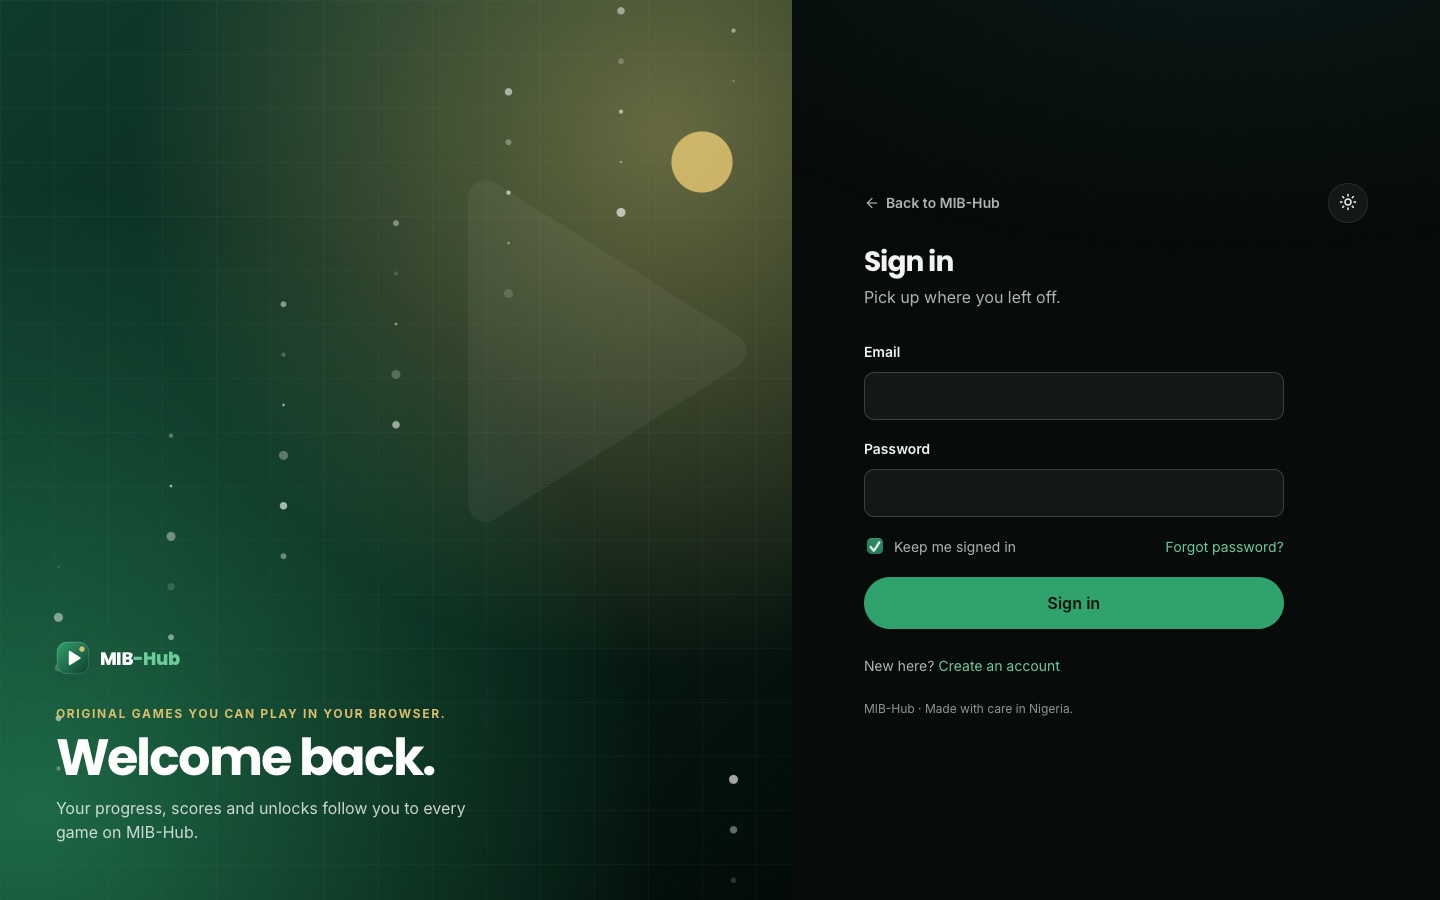 MIB-Hub
ORIGINAL GAMES YOU CAN PLAY IN YOUR BROWSER.
Welcome back.
Your progress, scores and unlocks follow you to every
game on MIB-Hub.
Back to MIB-Hub
Sign in
Pick up where you left off.
Email
Password
Keep me signed in
Forgot password?
Sign in
New here? Create an account
MIB-Hub · Made with care in Nigeria.